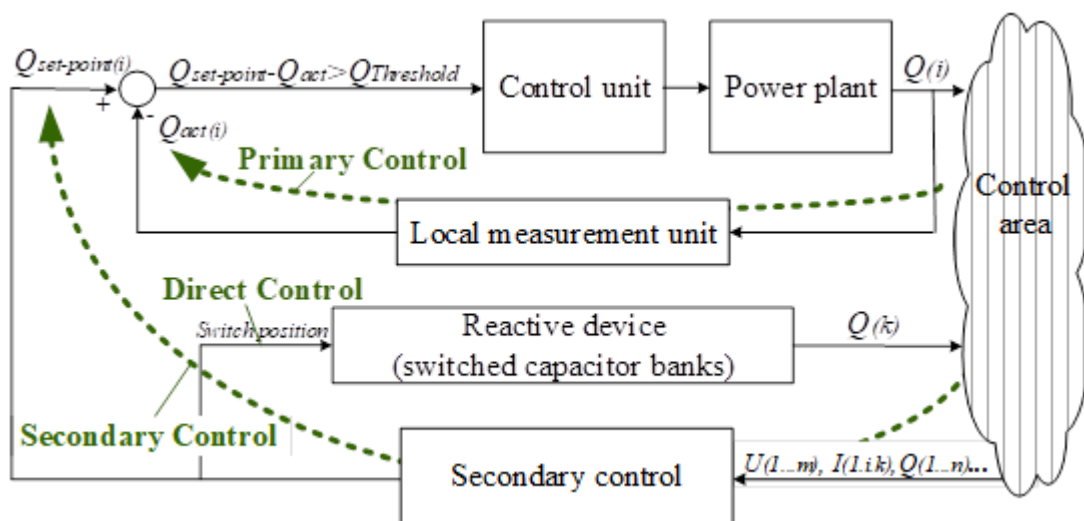 Qset-point(i)
+
-
Qset-point-Qact>QThreshold
Control unit
Power plant
Q(i)
Qact(i)
Primary Control
Control
area
Local measurement unit
Direct Control
Switch position
Reactive device
(switched capacitor banks)
Q(k)
Secondary Control
Secondary control
U(1...m), I(1.i.k), Q(1...n)...